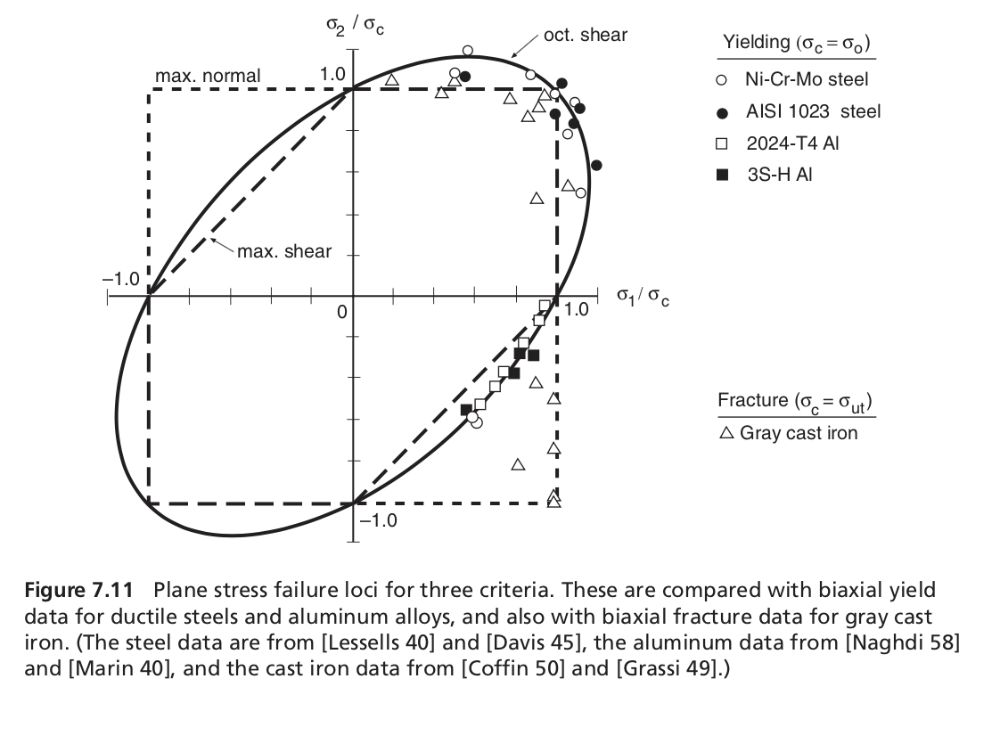 σ2 / σc
oct. shear
max. normal
1.0
max. shear
−1.0
0
1.0
σ1/ σc
−1.0
Yielding (σc = σo)
Ni-Cr-Mo steel
AISI 1023 steel
2024-T4 Al
3S-H Al
Fracture (σc = σut)
Gray cast iron
Figure 7.11 Plane stress failure loci for three criteria. These are compared with biaxial yield
data for ductile steels and aluminum alloys, and also with biaxial fracture data for gray cast
iron. (The steel data are from [Lessells 40] and [Davis 45], the aluminum data from [Naghdi 58]
and [Marin 40], and the cast iron data from [Coffin 50] and [Grassi 49].)